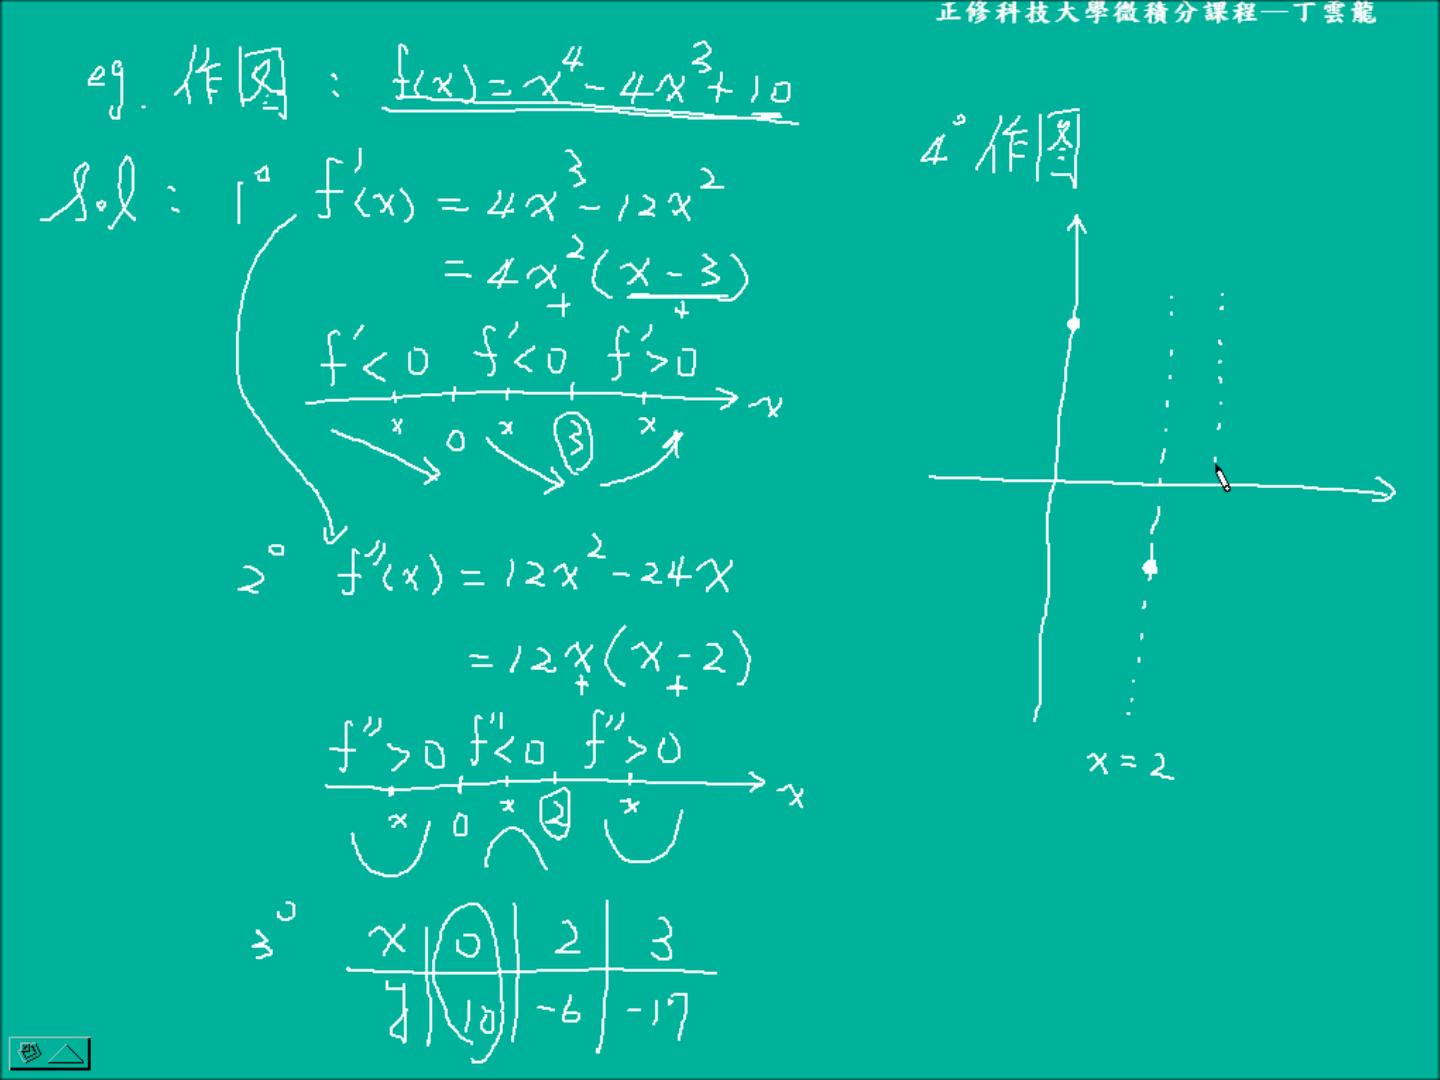 正修科技大學微積分課程—丁雲龍
eg. 作图 : f(x) = x⁴ - 4x³ + 10
Sol : 1° f'(x) = 4x³ - 12x²
= 4x² (x - 3)
+ +
f' < 0 f' < 0 f' > 0
x
x 0 x 3 x
2° f''(x) = 12x² - 24x
= 12x (x - 2)
+ +
f'' > 0 f'' < 0 f'' > 0
x
x 0 x 2 x
3° x 0 2 3
y 10 -6 -17
4° 作图
x = 2